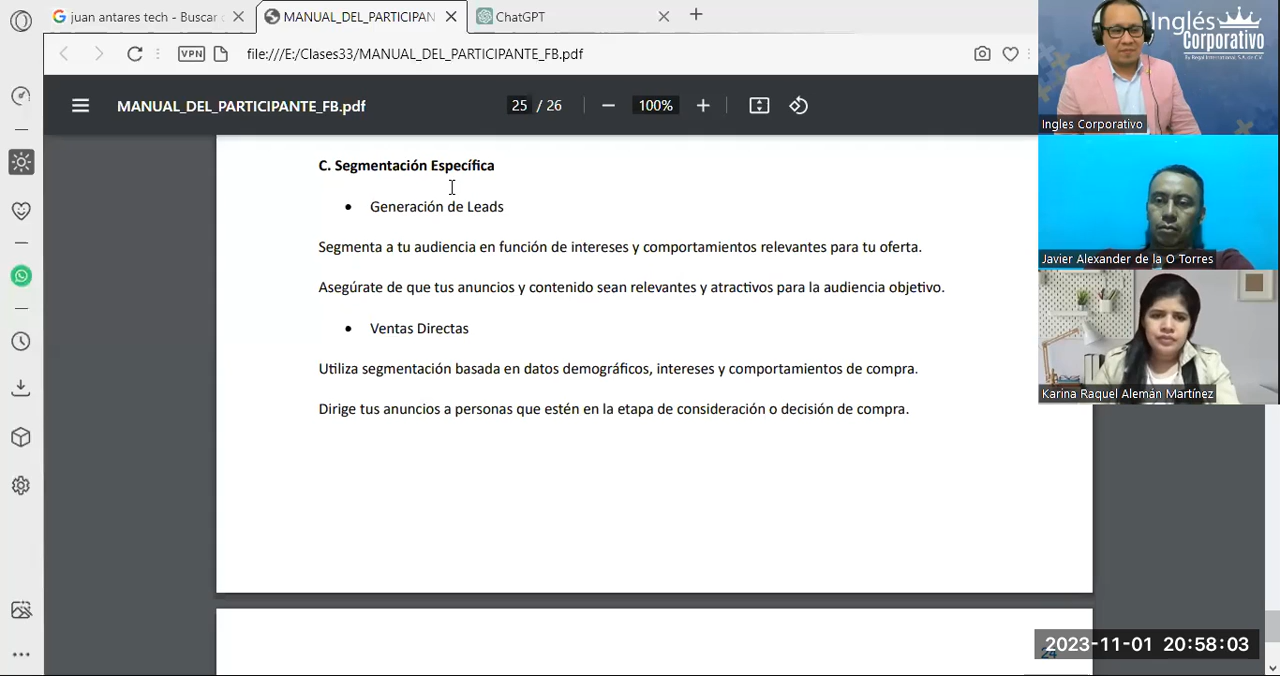 juan antares tech - Buscar
MANUAL_DEL_PARTICIPAN
ChatGPT
VPN
file:///E:/Clases33/MANUAL_DEL_PARTICIPANTE_FB.pdf
MANUAL_DEL_PARTICIPANTE_FB.pdf
25 / 26
100%
C. Segmentación Específica
• Generación de Leads
Segmenta a tu audiencia en función de intereses y comportamientos relevantes para tu oferta.
Asegúrate de que tus anuncios y contenido sean relevantes y atractivos para la audiencia objetivo.
• Ventas Directas
Utiliza segmentación basada en datos demográficos, intereses y comportamientos de compra.
Dirige tus anuncios a personas que estén en la etapa de consideración o decisión de compra.
Inglés
Corporativo
Ingles Corporativo
Javier Alexander de la O Torres
Karina Raquel Alemán Martínez
2023-11-01 20:58:03